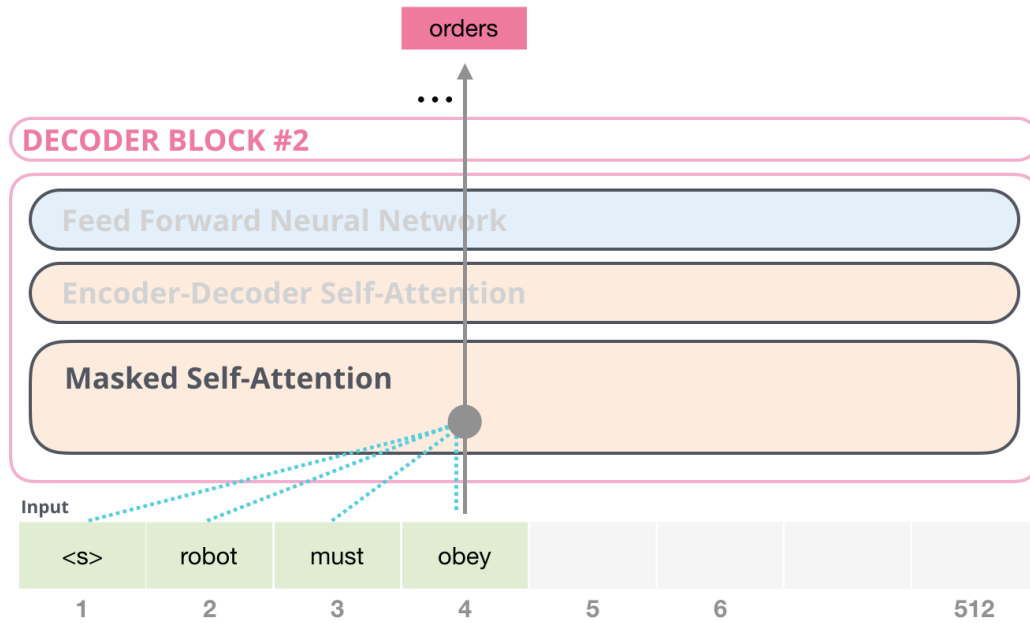 orders
...
DECODER BLOCK #2
Feed Forward Neural Network
Encoder-Decoder Self-Attention
Masked Self-Attention
Input
<s> robot must obey
1 2 3 4 5 6 512